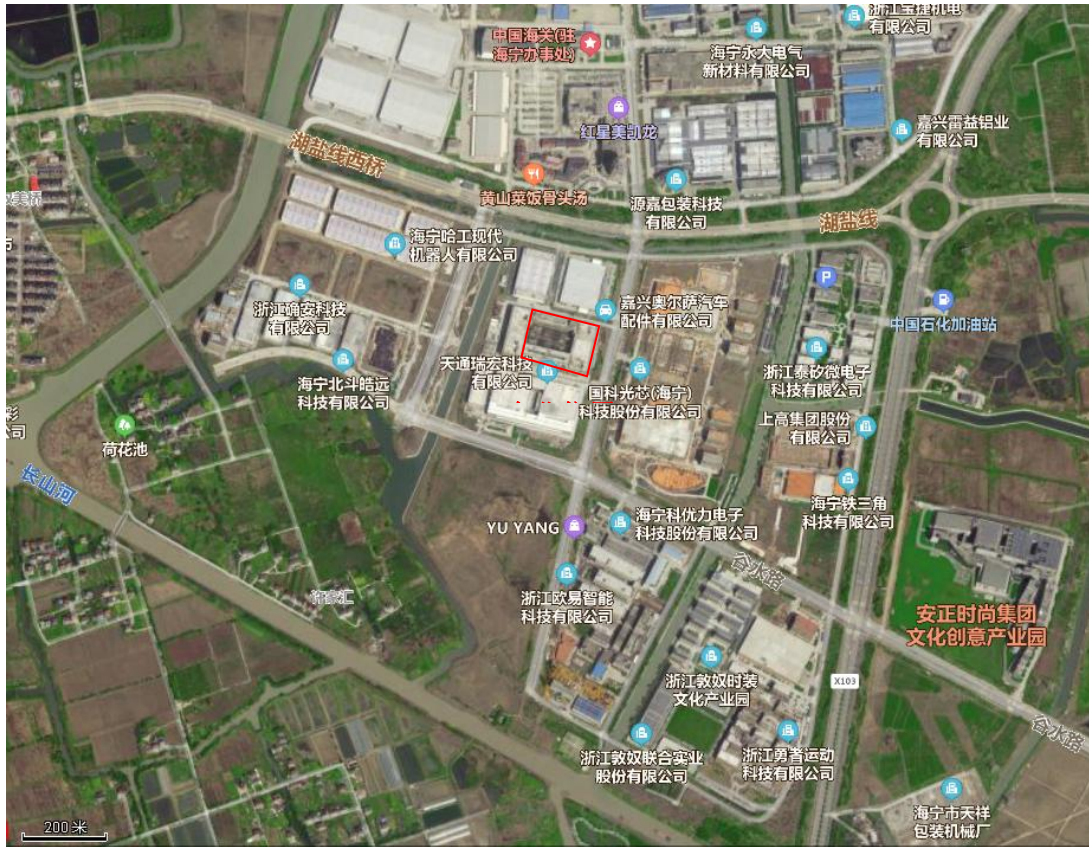 浙江宝捷机电
有限公司
中国海关(驻
海宁办事处)
海宁永大电气
新材料有限公司
红星美凯龙
嘉兴雷益铝业
有限公司
湖盐线西桥
黄山菜饭骨头汤
源嘉包装科技
有限公司
湖盐线
海宁哈工现代
机器人有限公司
浙江确安科技
有限公司
嘉兴奥尔萨汽车
配件有限公司
P
中国石化加油站
海宁北斗皓远
科技有限公司
天通瑞宏科技
有限公司
国科光芯(海宁)
科技股份有限公司
浙江泰矽微电子
科技有限公司
上高集团股份
有限公司
荷花池
长山河
海宁铁三角
科技有限公司
YU YANG
海宁科优力电子
科技股份有限公司
谷水路
浙江欧易智能
科技有限公司
安正时尚集团
文化创意产业园
浙江敦奴时装
文化产业园
X103
谷水路
浙江敦奴联合实业
股份有限公司
浙江勇者运动
科技有限公司
海宁市天祥
包装机械厂
200 米